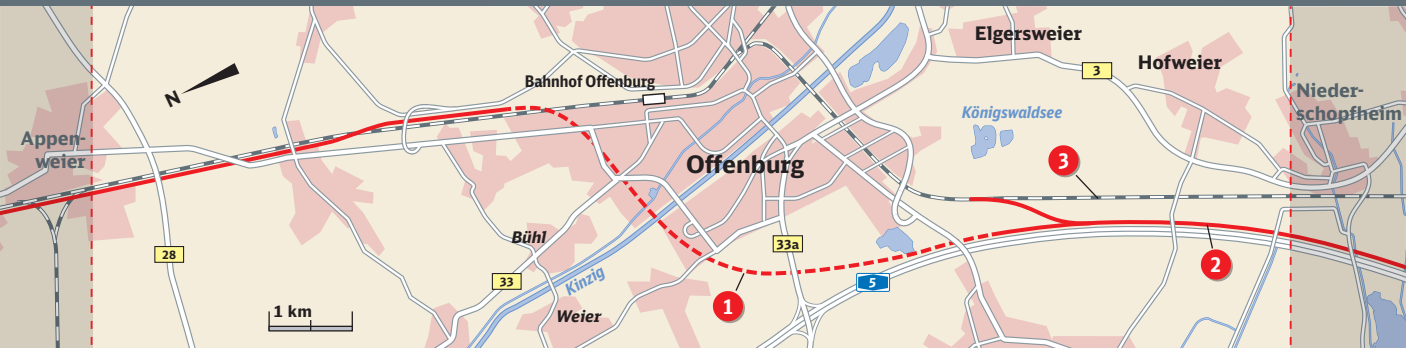 Elgersweier
3
Hofweier
Bahnhof Offenburg
N
Nieder-
schopfheim
Königswaldsee
Appen-
weier
Offenburg
3
Bühl
33a
28
33
Kinzig
5
2
1
1 km
Weier